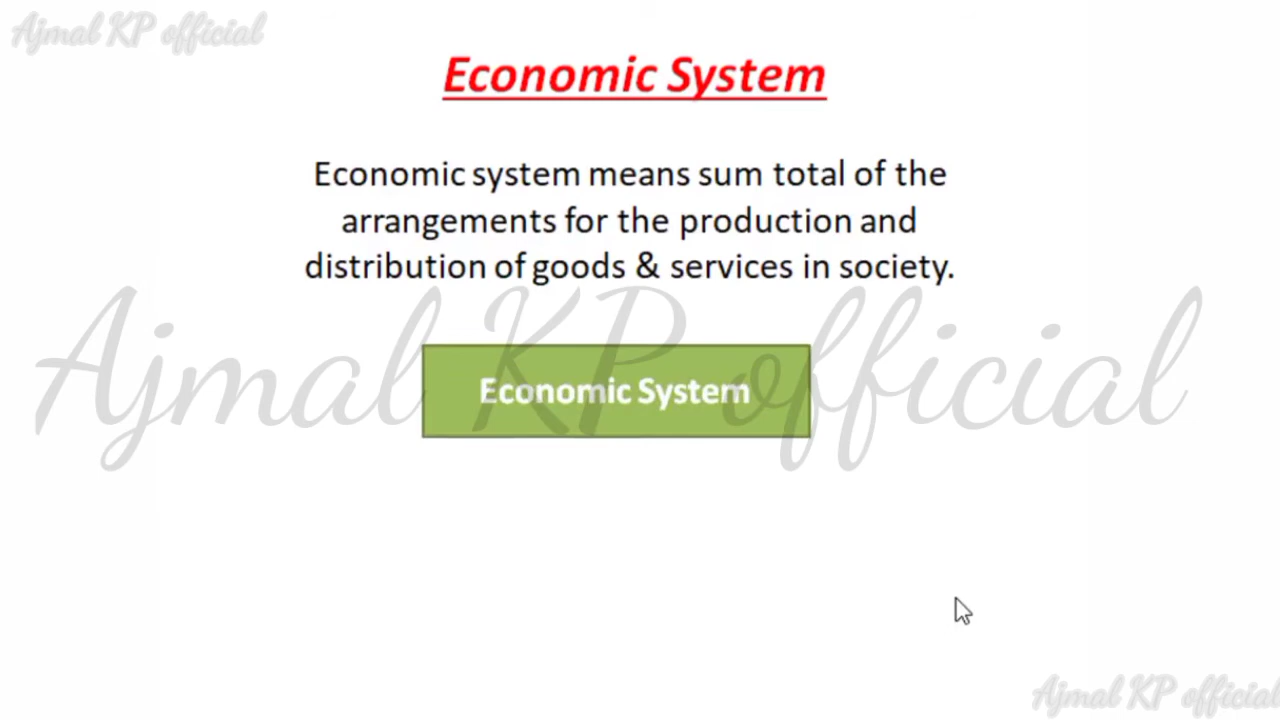 Ajmal KP official
Economic System
Economic system means sum total of the
arrangements for the production and
distribution of goods & services in society.
Ajmal KP official
Economic System
Ajmal KP official